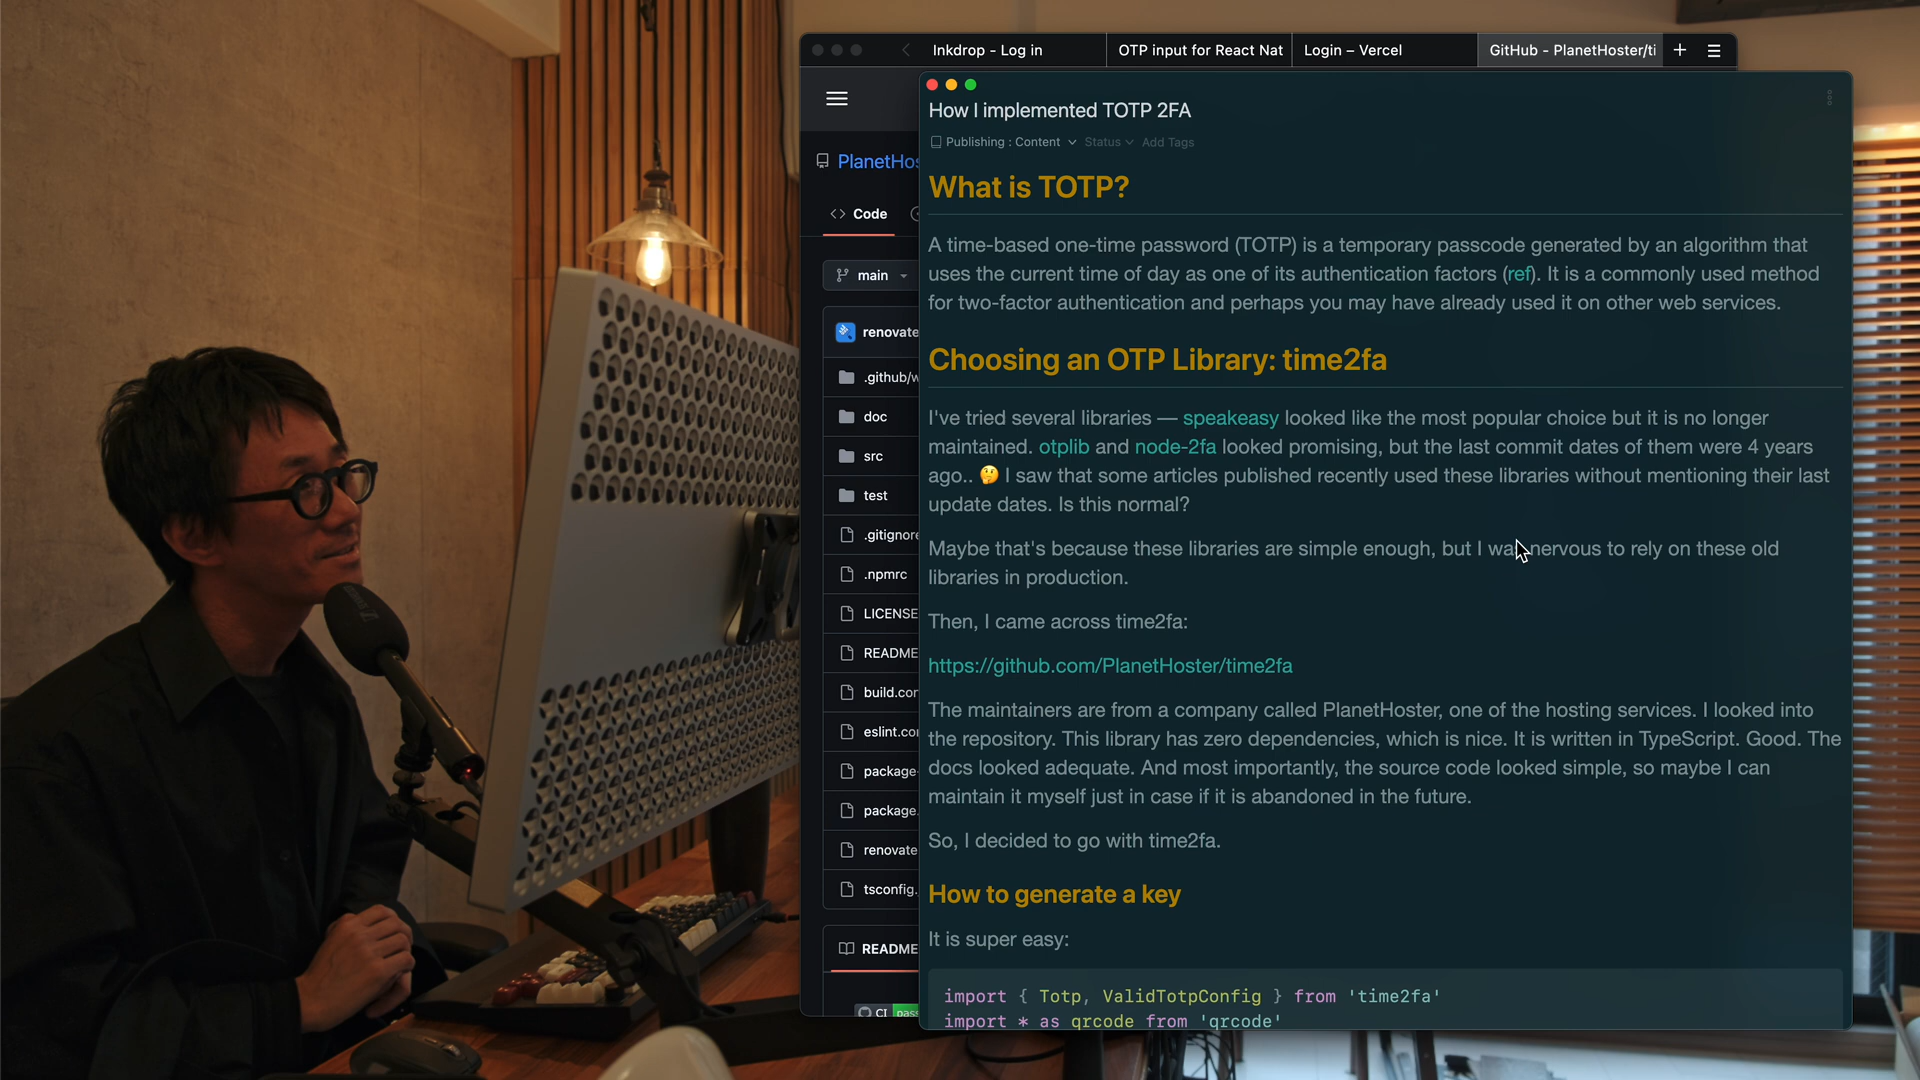 Inkdrop - Log in
OTP input for React Nat
Login – Vercel
GitHub - PlanetHoster/ti
How I implemented TOTP 2FA
Publishing : Content
Status
Add Tags
PlanetHos
Code
main
renovate
.github/w
doc
src
test
.gitignore
.npmrc
LICENSE
README
build.cor
eslint.co
package-
package.
renovate
tsconfig.
README
CI pass
What is TOTP?
A time-based one-time password (TOTP) is a temporary passcode generated by an algorithm that
uses the current time of day as one of its authentication factors (ref). It is a commonly used method
for two-factor authentication and perhaps you may have already used it on other web services.
Choosing an OTP Library: time2fa
I've tried several libraries — speakeasy looked like the most popular choice but it is no longer
maintained. otplib and node-2fa looked promising, but the last commit dates of them were 4 years
ago.. 🤔 I saw that some articles published recently used these libraries without mentioning their last
update dates. Is this normal?
Maybe that's because these libraries are simple enough, but I was nervous to rely on these old
libraries in production.
Then, I came across time2fa:
https://github.com/PlanetHoster/time2fa
The maintainers are from a company called PlanetHoster, one of the hosting services. I looked into
the repository. This library has zero dependencies, which is nice. It is written in TypeScript. Good. The
docs looked adequate. And most importantly, the source code looked simple, so maybe I can
maintain it myself just in case if it is abandoned in the future.
So, I decided to go with time2fa.
How to generate a key
It is super easy:
import { Totp, ValidTotpConfig } from 'time2fa'
import * as qrcode from 'qrcode'